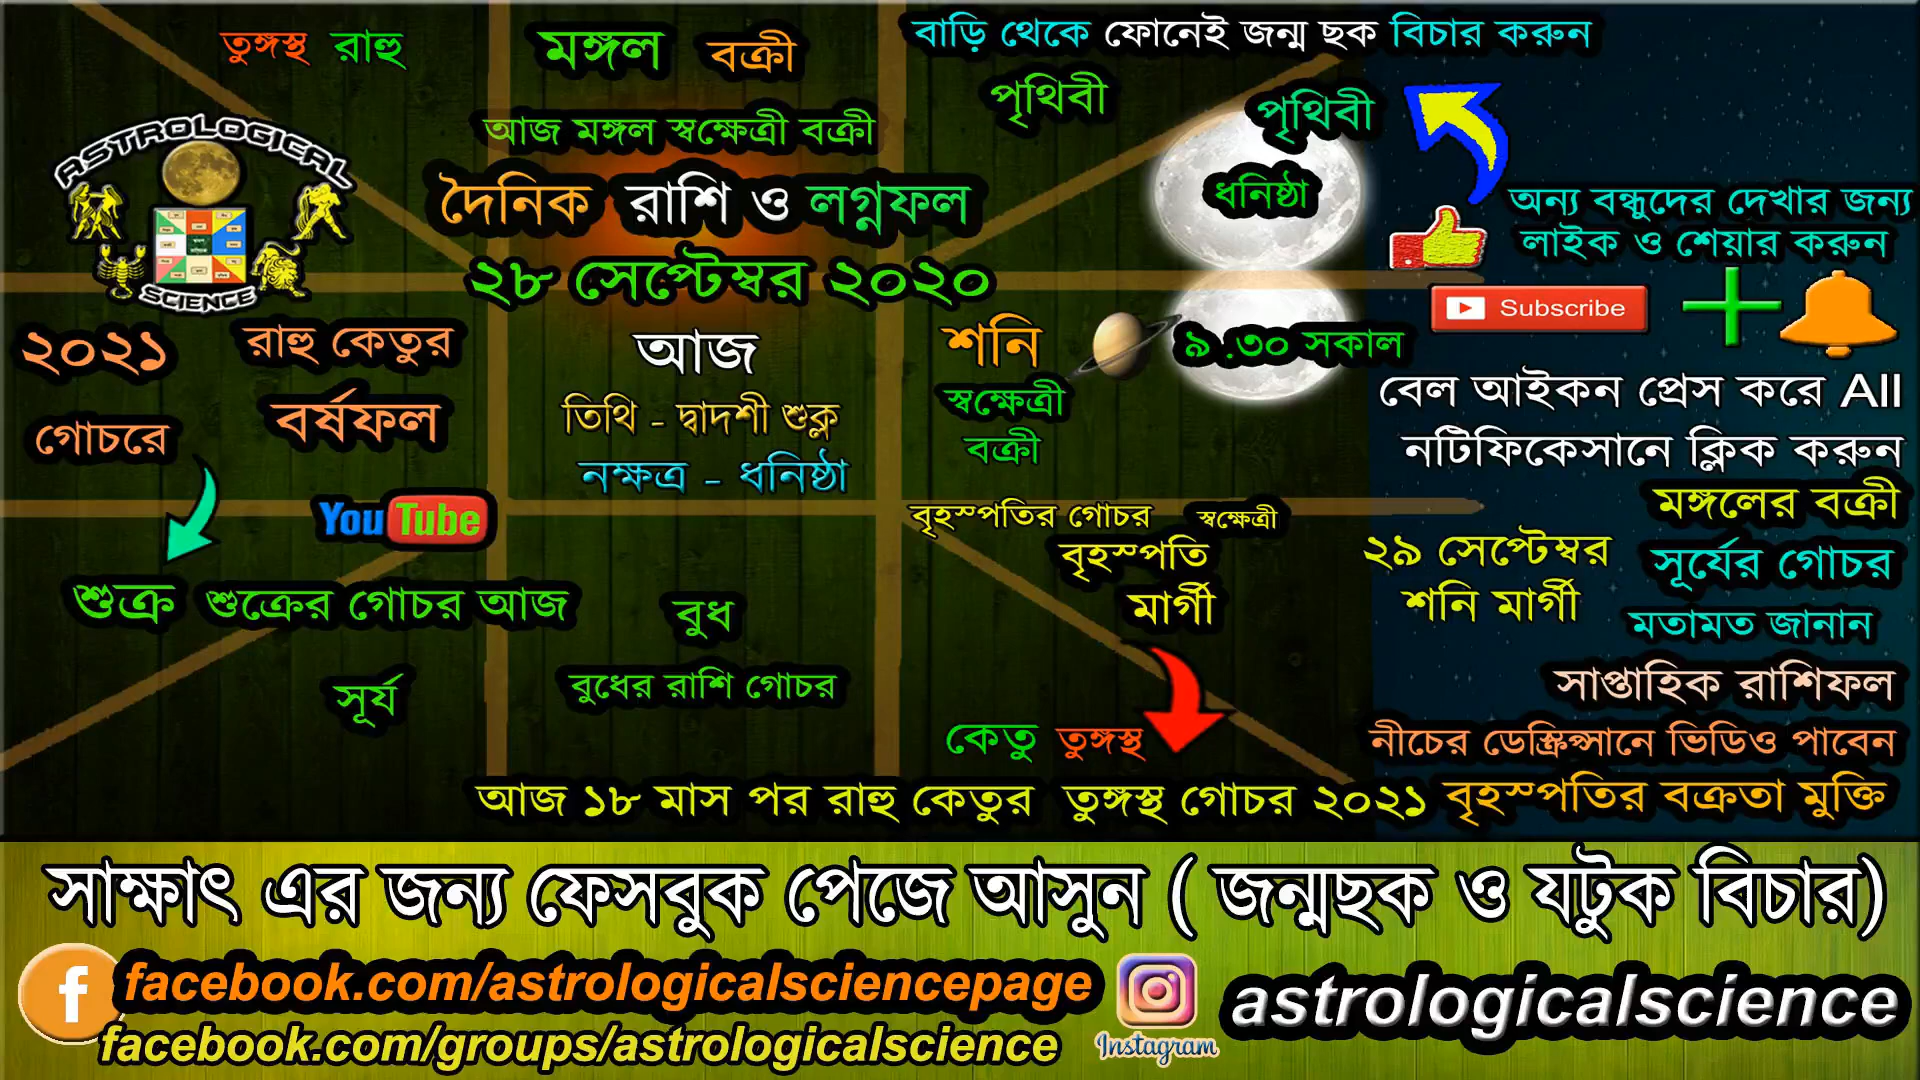 তুঙ্গস্থ রাহু
মঙ্গল বক্রী
বাড়ি থেকে ফোনেই জন্ম ছক বিচার করুন
পৃথিবী
পৃথিবী
আজ মঙ্গল স্বক্ষেত্রী বক্রী
ASTROLOGICAL
SCIENCE
দৈনিক রাশি ও লগ্নফল
ধনিষ্ঠা
অন্য বন্ধুদের দেখার জন্য
লাইক ও শেয়ার করুন
২৮ সেপ্টেম্বর ২০২০
Subscribe
২০২১
রাহু কেতুর
আজ
শনি
৯.৩০ সকাল
গোচরে
বর্ষফল
তিথি - দ্বাদশী শুক্ল
স্বক্ষেত্রী
বক্রী
নক্ষত্র - ধনিষ্ঠা
বেল আইকন প্রেস করে All
নটিফিকেসানে ক্লিক করুন
YouTube
বৃহস্পতির গোচর স্বক্ষেত্রী
বৃহস্পতি
মার্গী
মঙ্গলের বক্রী
২৯ সেপ্টেম্বর
শনি মার্গী
সূর্যের গোচর
মতামত জানান
শুক্র শুক্রের গোচর আজ
বুধ
সূর্য
বুধের রাশি গোচর
সাপ্তাহিক রাশিফল
কেতু তুঙ্গস্থ
নীচের ডেস্ক্রিপ্সানে ভিডিও পাবেন
আজ ১৮ মাস পর রাহু কেতুর তুঙ্গস্থ গোচর ২০২১
বৃহস্পতির বক্রতা মুক্তি
সাক্ষাৎ এর জন্য ফেসবুক পেজে আসুন ( জন্মছক ও যটুক বিচার)
facebook.com/astrologicalsciencepage
facebook.com/groups/astrologicalscience
Instagram
astrologicalscience